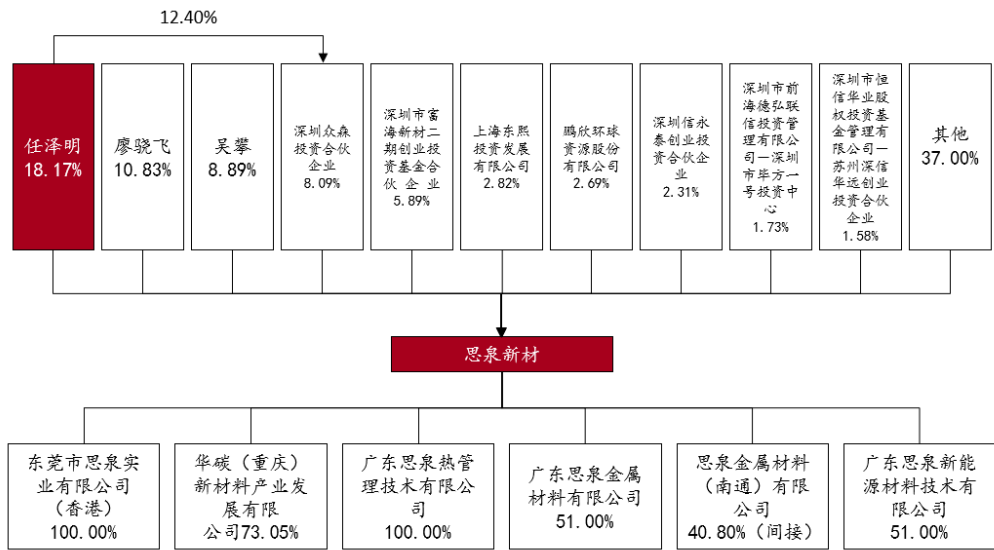 12.40%
任泽明
18.17%
廖骁飞
10.83%
吴攀
8.89%
深圳众森
投资合伙
企业
8.09%
深圳市富
海新材二
期创业投
资基金合
伙企业
5.89%
上海东熙
投资发展
有限公司
2.82%
鹏欣环球
资源股份
有限公司
2.69%
深圳信永
泰创业投
资合伙企
业
2.31%
深圳市前
海德弘联
信投资管
理有限公
司—深圳
市毕方一
号投资中
心
1.73%
深圳市恒
信华业股
权投资基
金管理有
限公司—
苏州深信
华远创业
投资合伙
企业
1.58%
其他
37.00%
思泉新材
东莞市思泉实
业有限公司
（香港）
100.00%
华碳（重庆）
新材料产业发
展有限
公司73.05%
广东思泉热管
理技术有限公
司
100.00%
广东思泉金属
材料有限公司
51.00%
思泉金属材料
（南通）有限
公司
40.80%（间接）
广东思泉新能
源材料技术有
限公司
51.00%